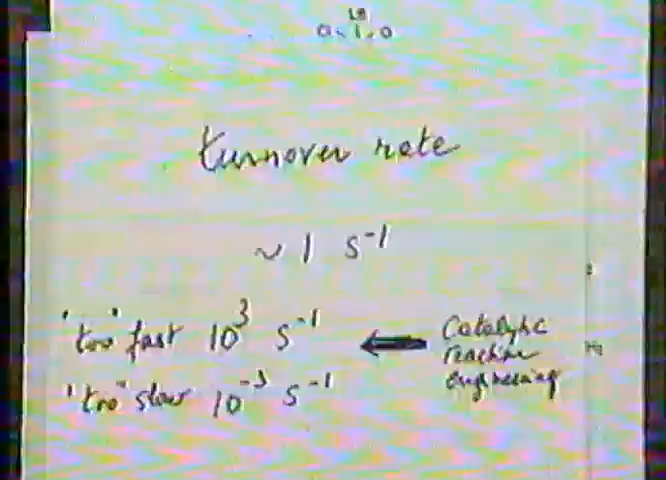 turnover rate
~ 1 s⁻¹
"too" fast 10³ s⁻¹ ⟵ Catalytic
reaction
engineering
"too" slow 10⁻³ s⁻¹